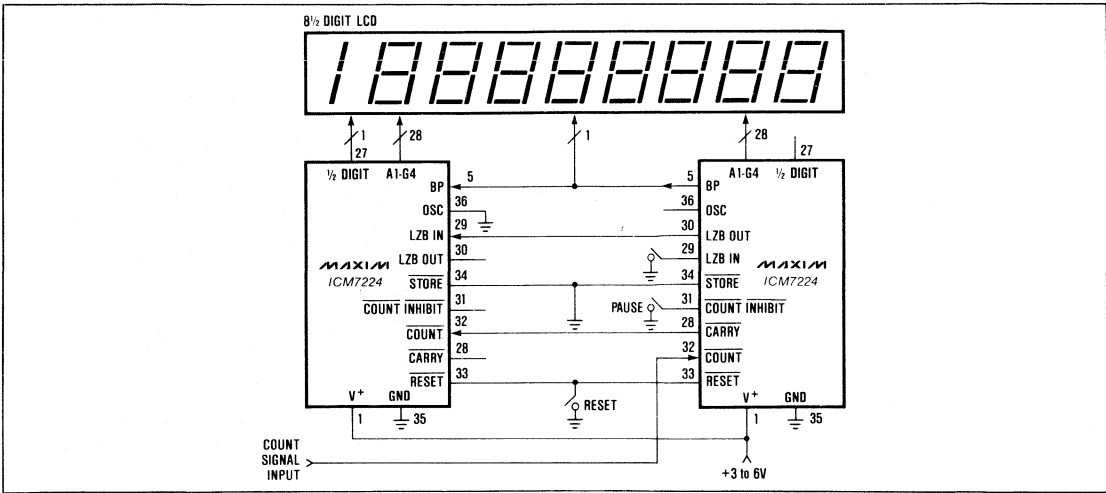 8½ DIGIT LCD
1 28 1 28
27 27
½ DIGIT A1-G4
A1-G4 ½ DIGIT
BP 5
5 BP
OSC 36
36 OSC
LZB IN 29
30 LZB OUT
LZB OUT 30
29 LZB IN
MAXIM
ICM7224
MAXIM
ICM7224
STORE 34
34 STORE
COUNT INHIBIT 31
PAUSE 31 COUNT INHIBIT
COUNT 32
28 CARRY
CARRY 28
32 COUNT
RESET 33
33 RESET
RESET
V+ GND
1 35
V+ GND
1 35
COUNT
SIGNAL
INPUT
+3 to 6V